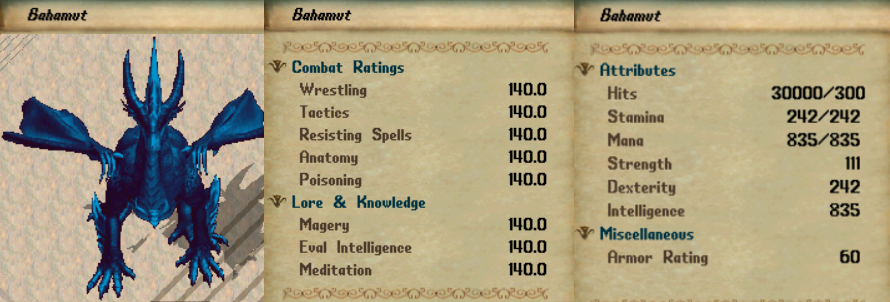 Bahamut
Bahamut
Combat Ratings
Wrestling 140.0
Tactics 140.0
Resisting Spells 140.0
Anatomy 140.0
Poisoning 140.0
Lore & Knowledge
Magery 140.0
Eval Intelligence 140.0
Meditation 140.0
Bahamut
Attributes
Hits 30000/300
Stamina 242/242
Mana 835/835
Strength 111
Dexterity 242
Intelligence 835
Miscellaneous
Armor Rating 60